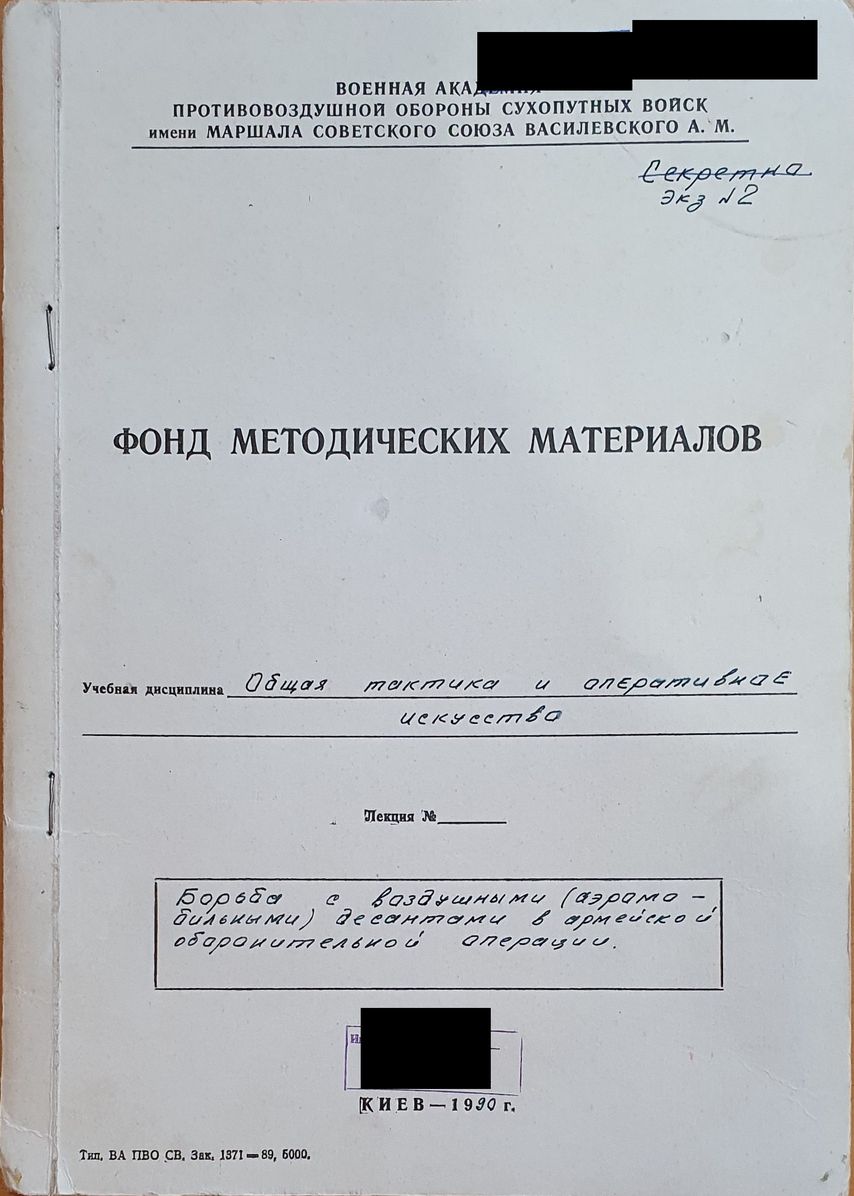 ВОЕННАЯ АКАДЕМИЯ
ПРОТИВОВОЗДУШНОЙ ОБОРОНЫ СУХОПУТНЫХ ВОЙСК
имени МАРШАЛА СОВЕТСКОГО СОЮЗА ВАСИЛЕВСКОГО А. М.
Секретно
экз №2
ФОНД МЕТОДИЧЕСКИХ МАТЕРИАЛОВ
Учебная дисциплина Общая тактика и оперативное
искусство
Лекция №
Борьба с воздушными (аэромо-
бильными) десантами в армейской
оборонительной операции.
КИЕВ — 1990 г.
Тип. ВА ПВО СВ. Зак. 1371—89, 5000.